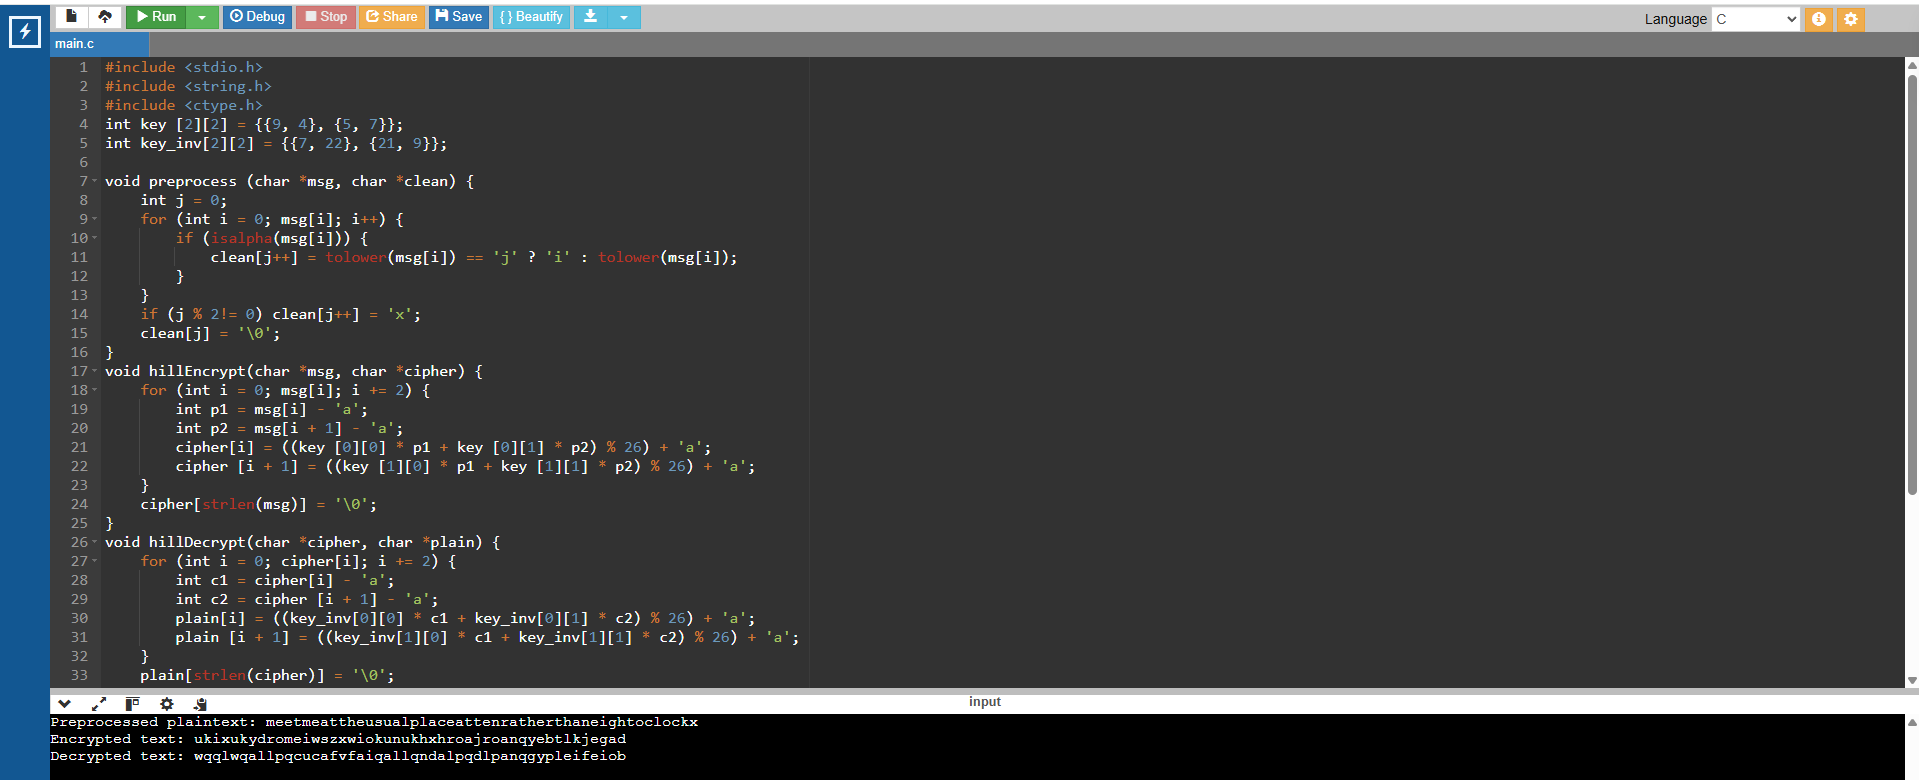 Run Debug Stop Share Save { } Beautify Language C
main.c
1 #include <stdio.h>
2 #include <string.h>
3 #include <ctype.h>
4 int key [2][2] = {{9, 4}, {5, 7}};
5 int key_inv[2][2] = {{7, 22}, {21, 9}};
6
7 void preprocess (char *msg, char *clean) {
8     int j = 0;
9     for (int i = 0; msg[i]; i++) {
10         if (isalpha(msg[i])) {
11             clean[j++] = tolower(msg[i]) == 'j' ? 'i' : tolower(msg[i]);
12         }
13     }
14     if (j % 2!= 0) clean[j++] = 'x';
15     clean[j] = '\0';
16 }
17 void hillEncrypt(char *msg, char *cipher) {
18     for (int i = 0; msg[i]; i += 2) {
19         int p1 = msg[i] - 'a';
20         int p2 = msg[i + 1] - 'a';
21         cipher[i] = ((key [0][0] * p1 + key [0][1] * p2) % 26) + 'a';
22         cipher [i + 1] = ((key [1][0] * p1 + key [1][1] * p2) % 26) + 'a';
23     }
24     cipher[strlen(msg)] = '\0';
25 }
26 void hillDecrypt(char *cipher, char *plain) {
27     for (int i = 0; cipher[i]; i += 2) {
28         int c1 = cipher[i] - 'a';
29         int c2 = cipher [i + 1] - 'a';
30         plain[i] = ((key_inv[0][0] * c1 + key_inv[0][1] * c2) % 26) + 'a';
31         plain [i + 1] = ((key_inv[1][0] * c1 + key_inv[1][1] * c2) % 26) + 'a';
32     }
33     plain[strlen(cipher)] = '\0';
input
Preprocessed plaintext: meetmeattheusualplaceattenratherthaneightoclockx
Encrypted text: ukixukydromeiwszxwiokunukhxhroajroanqyebtlkjegad
Decrypted text: wqqlwqallpqcucafvfaiqallqndalpqdlpanqgypleifeiob